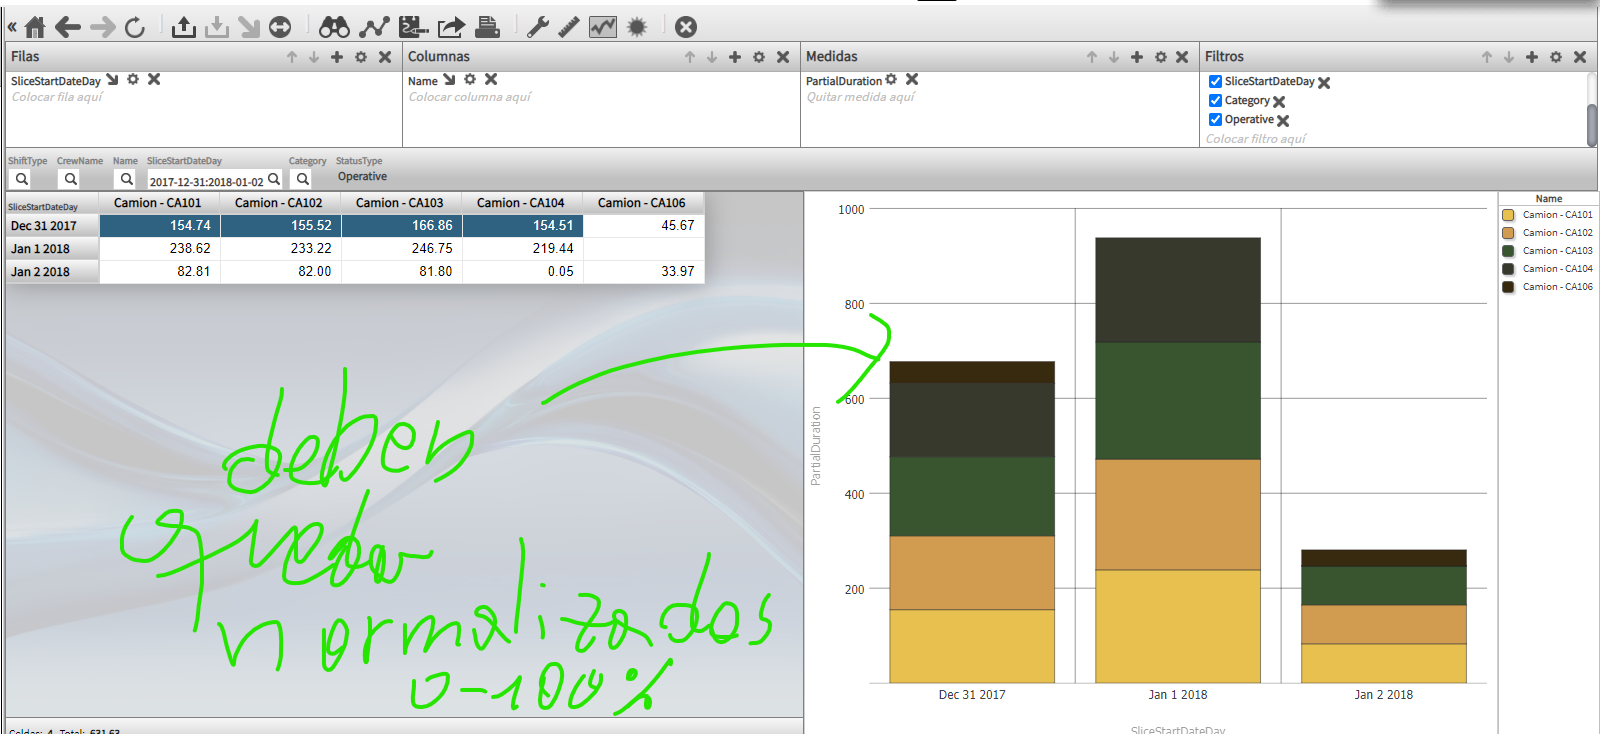 «
Filas
Columnas
Medidas
Filtros
SliceStartDateDay
Colocar fila aquí
Name
Colocar columna aquí
PartialDuration
Quitar medida aquí
SliceStartDateDay
Category
Operative
Colocar filtro aquí
ShiftType CrewName Name SliceStartDateDay Category StatusType
2017-12-31:2018-01-02 Operative
SliceStartDateDay Camion - CA101 Camion - CA102 Camion - CA103 Camion - CA104 Camion - CA106
Dec 31 2017 154.74 155.52 166.86 154.51 45.67
Jan 1 2018 238.62 233.22 246.75 219.44
Jan 2 2018 82.81 82.00 81.80 0.05 33.97
deben
quedar
normalizados
0-100%
Celdas: 4 Total: 631.63
1000
800
600
400
200
PartialDuration
Dec 31 2017 Jan 1 2018 Jan 2 2018
SliceStartDateDay
Name
Camion - CA101
Camion - CA102
Camion - CA103
Camion - CA104
Camion - CA106